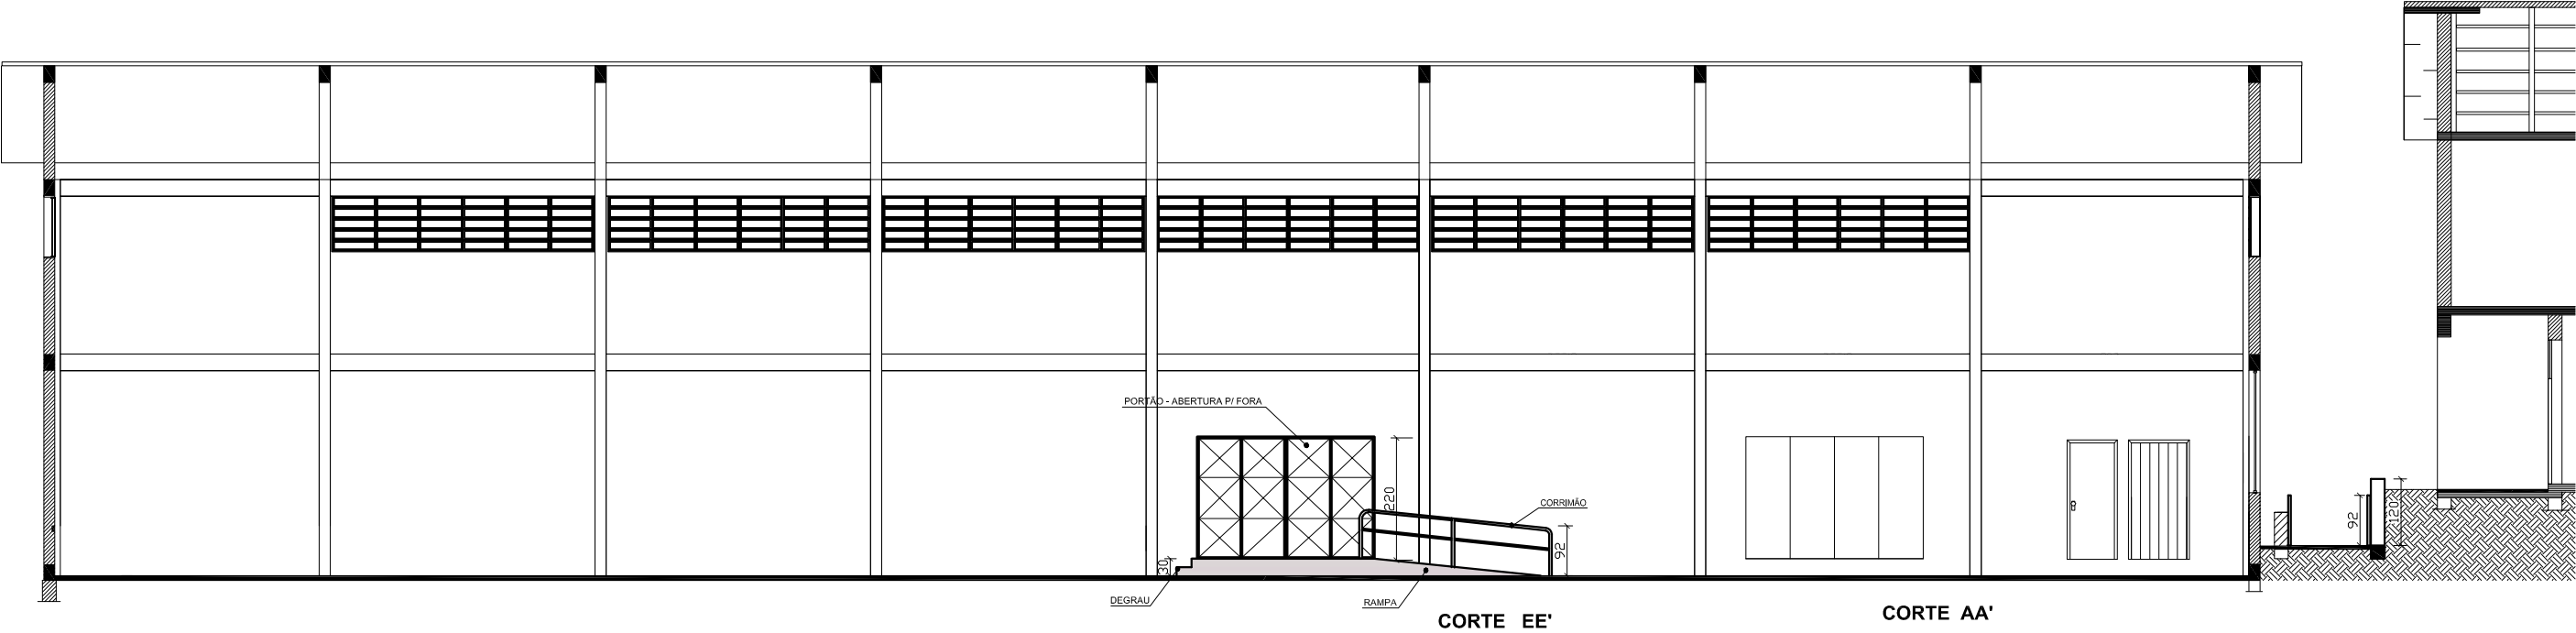 PORTÃO - ABERTURA P/ FORA
220
CORRIMÃO
92
30
DEGRAU
RAMPA
92
120
CORTE EE'
CORTE AA'